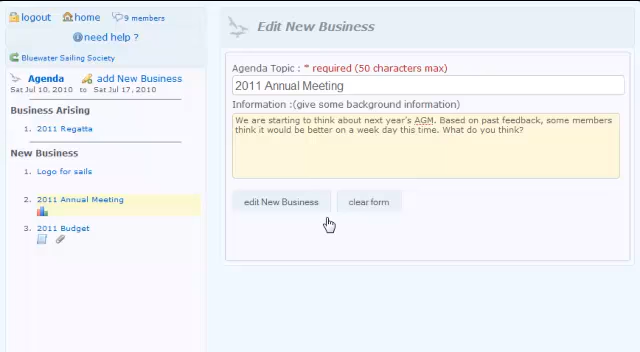 logout home 9 members
need help ?
Bluewater Sailing Society
Agenda add New Business
Sat Jul 10, 2010 to Sat Jul 17, 2010
Business Arising
1. 2011 Regatta
New Business
1. Logo for sails
2. 2011 Annual Meeting
3. 2011 Budget
Edit New Business
Agenda Topic : * required (50 characters max)
2011 Annual Meeting
Information :(give some background information)
We are starting to think about next year's AGM. Based on past feedback, some members
think it would be better on a week day this time. What do you think?
edit New Business clear form